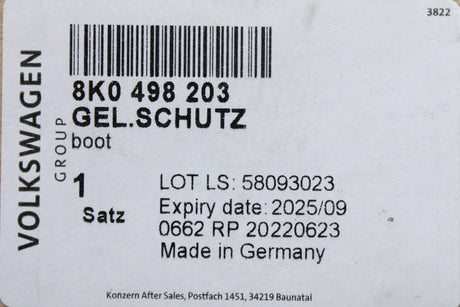 3822
VOLKSWAGEN
GROUP
8K0 498 203
GEL.SCHUTZ
boot
1
Satz
LOT LS: 58093023
Expiry date: 2025/09
0662 RP 20220623
Made in Germany
Konzern After Sales, Postfach 1451, 34219 Baunatal